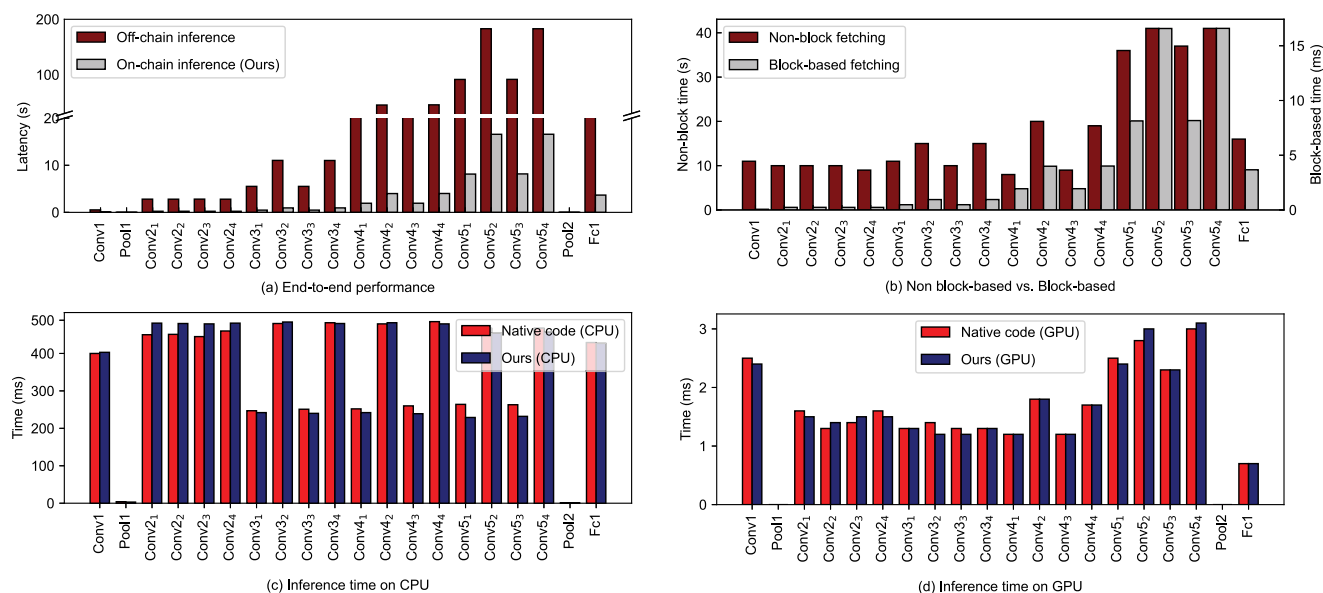 200
100
20
10
0
Latency (s)
Off-chain inference
On-chain inference (Ours)
Conv1 Pool1 Conv2₁ Conv2₂ Conv2₃ Conv2₄ Conv3₁ Conv3₂ Conv3₃ Conv3₄ Conv4₁ Conv4₂ Conv4₃ Conv4₄ Conv5₁ Conv5₂ Conv5₃ Conv5₄ Pool2 Fc1
(a) End-to-end performance
40
30
20
10
0
Non-block time (s)
Non-block fetching
Block-based fetching
15
10
5
0
Block-based time (ms)
Conv1 Conv2₁ Conv2₂ Conv2₃ Conv2₄ Conv3₁ Conv3₂ Conv3₃ Conv3₄ Conv4₁ Conv4₂ Conv4₃ Conv4₄ Conv5₁ Conv5₂ Conv5₃ Conv5₄ Fc1
(b) Non block-based vs. Block-based
500
400
300
200
100
0
Time (ms)
Native code (CPU)
Ours (CPU)
Conv1 Pool1 Conv2₁ Conv2₂ Conv2₃ Conv2₄ Conv3₁ Conv3₂ Conv3₃ Conv3₄ Conv4₁ Conv4₂ Conv4₃ Conv4₄ Conv5₁ Conv5₂ Conv5₃ Conv5₄ Pool2 Fc1
(c) Inference time on CPU
3
2
1
0
Time (ms)
Native code (GPU)
Ours (GPU)
Conv1 Pool1 Conv2₁ Conv2₂ Conv2₃ Conv2₄ Conv3₁ Conv3₂ Conv3₃ Conv3₄ Conv4₁ Conv4₂ Conv4₃ Conv4₄ Conv5₁ Conv5₂ Conv5₃ Conv5₄ Pool2 Fc1
(d) Inference time on GPU